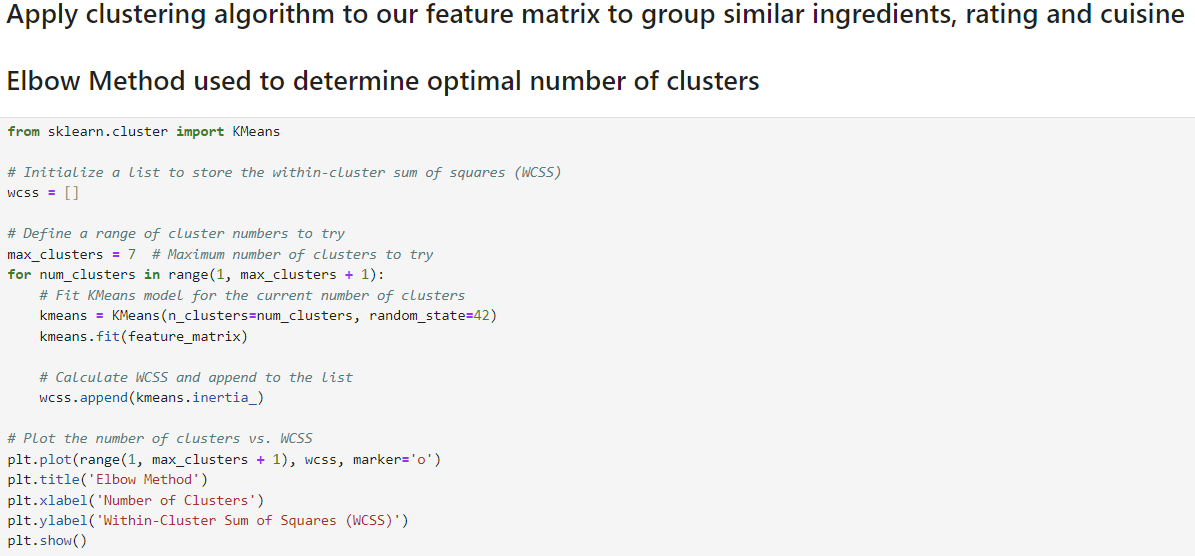 Apply clustering algorithm to our feature matrix to group similar ingredients, rating and cuisine
Elbow Method used to determine optimal number of clusters
from sklearn.cluster import KMeans
# Initialize a list to store the within-cluster sum of squares (WCSS)
wcss = []
# Define a range of cluster numbers to try
max_clusters = 7  # Maximum number of clusters to try
for num_clusters in range(1, max_clusters + 1):
    # Fit KMeans model for the current number of clusters
    kmeans = KMeans(n_clusters=num_clusters, random_state=42)
    kmeans.fit(feature_matrix)
    # Calculate WCSS and append to the list
    wcss.append(kmeans.inertia_)
# Plot the number of clusters vs. WCSS
plt.plot(range(1, max_clusters + 1), wcss, marker='o')
plt.title('Elbow Method')
plt.xlabel('Number of Clusters')
plt.ylabel('Within-Cluster Sum of Squares (WCSS)')
plt.show()